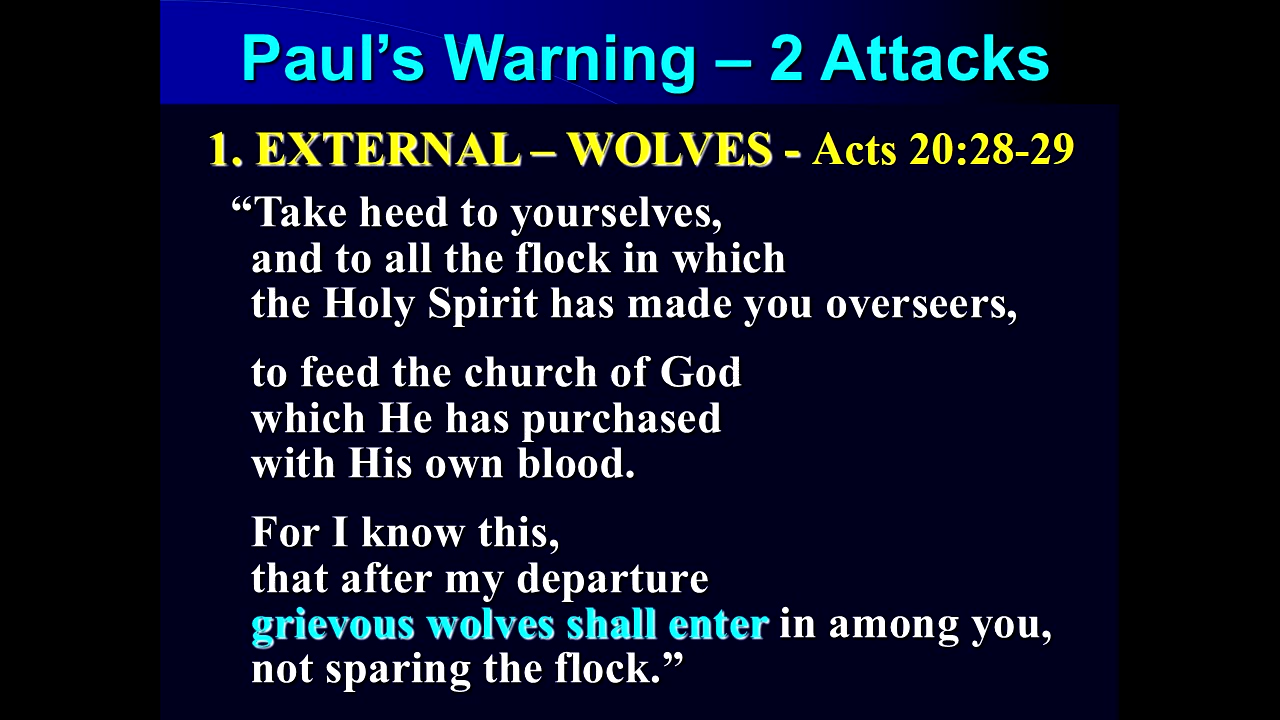 Paul’s Warning – 2 Attacks
1. EXTERNAL – WOLVES - Acts 20:28-29
“Take heed to yourselves,
and to all the flock in which
the Holy Spirit has made you overseers,
to feed the church of God
which He has purchased
with His own blood.
For I know this,
that after my departure
grievous wolves shall enter in among you,
not sparing the flock.”